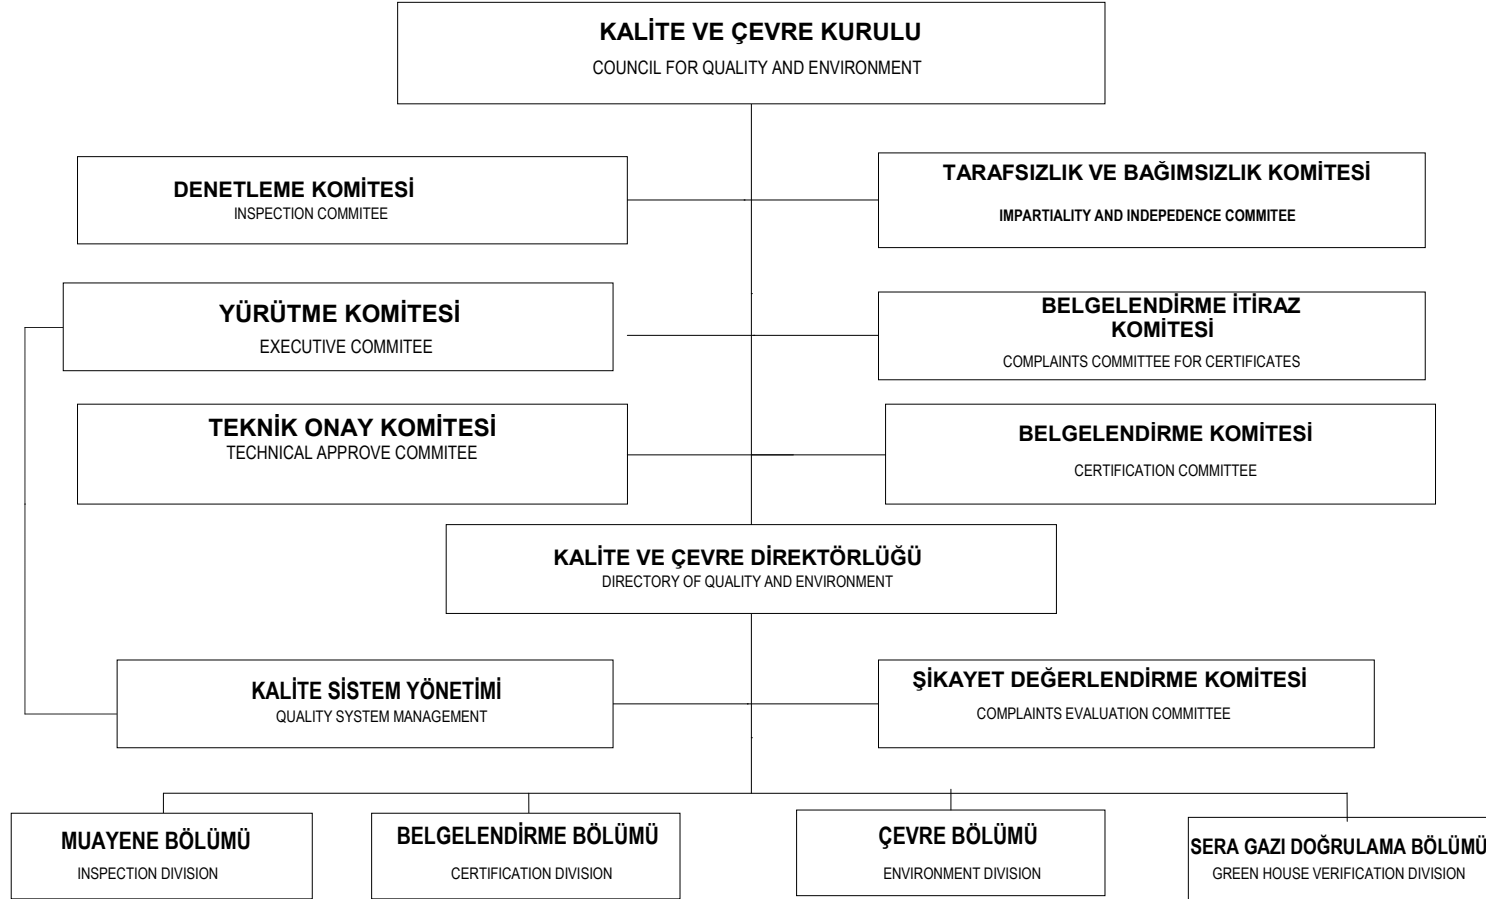 KALİTE VE ÇEVRE KURULU
COUNCIL FOR QUALITY AND ENVIRONMENT
DENETLEME KOMİTESİ
INSPECTION COMMITEE
TARAFSIZLIK VE BAĞIMSIZLIK KOMİTESİ
IMPARTIALITY AND INDEPEDENCE COMMITEE
YÜRÜTME KOMİTESİ
EXECUTIVE COMMITEE
BELGELENDİRME İTİRAZ
KOMİTESİ
COMPLAINTS COMMITTEE FOR CERTIFICATES
TEKNİK ONAY KOMİTESİ
TECHNICAL APPROVE COMMITEE
BELGELENDİRME KOMİTESİ
CERTIFICATION COMMITTEE
KALİTE VE ÇEVRE DİREKTÖRLÜĞÜ
DIRECTORY OF QUALITY AND ENVIRONMENT
KALİTE SİSTEM YÖNETİMİ
QUALITY SYSTEM MANAGEMENT
ŞİKAYET DEĞERLENDİRME KOMİTESİ
COMPLAINTS EVALUATION COMMITTEE
MUAYENE BÖLÜMÜ
INSPECTION DIVISION
BELGELENDİRME BÖLÜMÜ
CERTIFICATION DIVISION
ÇEVRE BÖLÜMÜ
ENVIRONMENT DIVISION
SERA GAZI DOĞRULAMA BÖLÜMÜ
GREEN HOUSE VERIFICATION DIVISION